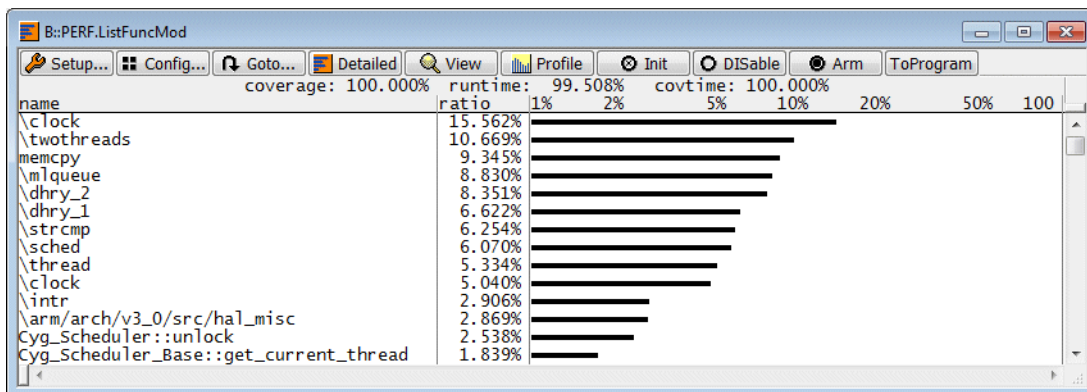 B::PERF.ListFuncMod
Setup... Config... Goto... Detailed View Profile Init DISable Arm ToProgram
coverage: 100.000% runtime: 99.508% covtime: 100.000%
name ratio 1% 2% 5% 10% 20% 50% 100
\clock 15.562%
\twothreads 10.669%
memcpy 9.345%
\mlqueue 8.830%
\dhry_2 8.351%
\dhry_1 6.622%
\strcmp 6.254%
\sched 6.070%
\thread 5.334%
\clock 5.040%
\intr 2.906%
\arm/arch/v3_0/src/hal_misc 2.869%
Cyg_Scheduler::unlock 2.538%
Cyg_Scheduler_Base::get_current_thread 1.839%